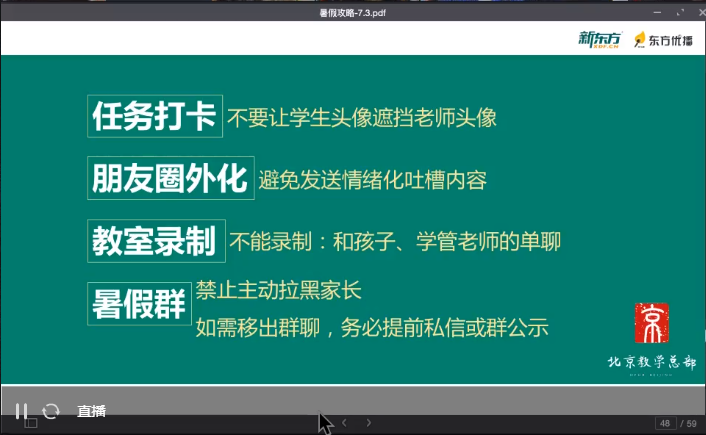 暑假攻略-7.3.pdf
新东方
XDF.CN
东方优播
任务打卡 不要让学生头像遮挡老师头像
朋友圈外化 避免发送情绪化吐槽内容
教室录制 不能录制：和孩子、学管老师的单聊
暑假群 禁止主动拉黑家长
如需移出群聊，务必提前私信或群公示
京
北京教学总部
直播
48 / 59